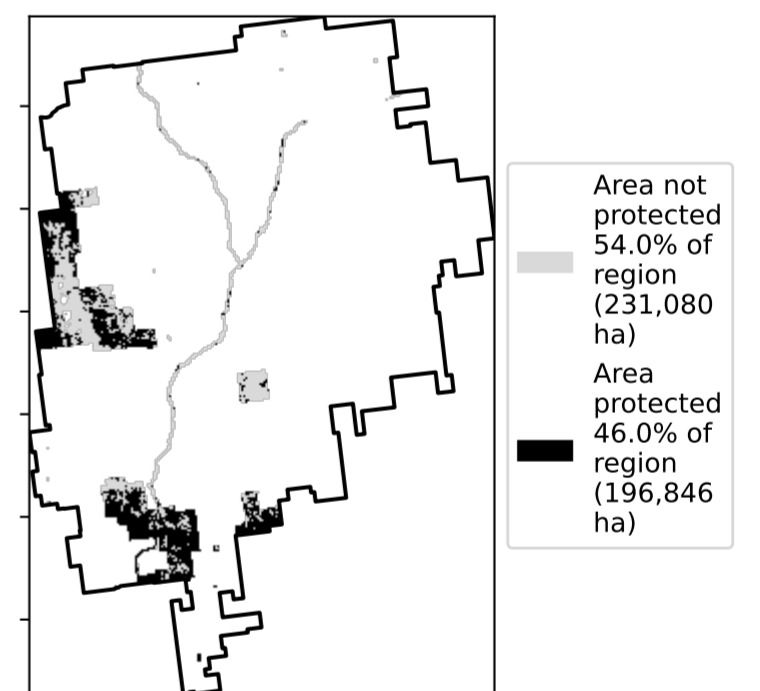 Area not
protected
54.0% of
region
(231,080
ha)
Area
protected
46.0% of
region
(196,846
ha)